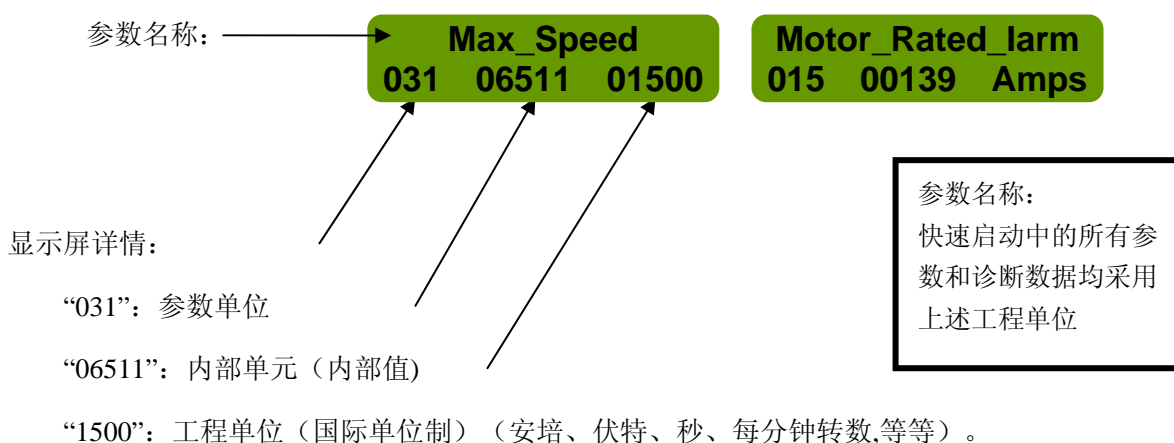 参数名称：
Max_Speed
031 06511 01500
Motor_Rated_Iarm
015 00139 Amps
参数名称：
快速启动中的所有参
数和诊断数据均采用
上述工程单位
显示屏详情：
“031”：参数单位
“06511”：内部单元（内部值)
“1500”：工程单位（国际单位制）（安培、伏特、秒、每分钟转数,等等）。